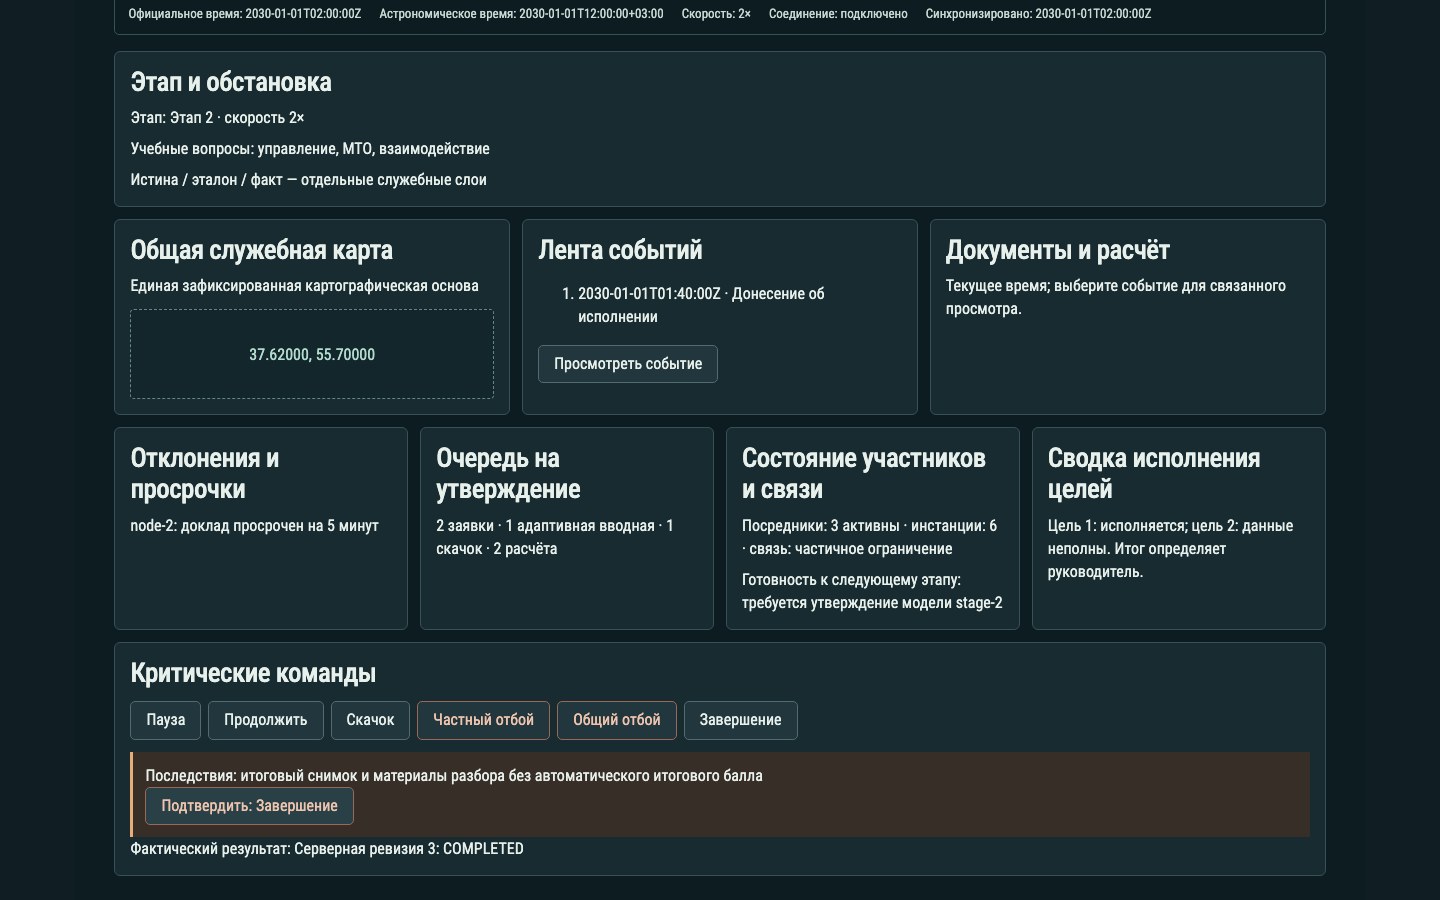 Официальное время: 2030-01-01T02:00:00Z Астрономическое время: 2030-01-01T12:00:00+03:00 Скорость: 2× Соединение: подключено Синхронизировано: 2030-01-01T02:00:00Z
Этап и обстановка
Этап: Этап 2 · скорость 2×
Учебные вопросы: управление, МТО, взаимодействие
Истина / эталон / факт — отдельные служебные слои
Общая служебная карта
Единая зафиксированная картографическая основа
37.62000, 55.70000
Лента событий
1. 2030-01-01T01:40:00Z · Донесение об
исполнении
Просмотреть событие
Документы и расчёт
Текущее время; выберите событие для связанного
просмотра.
Отклонения и
просрочки
node-2: доклад просрочен на 5 минут
Очередь на
утверждение
2 заявки · 1 адаптивная вводная · 1
скачок · 2 расчёта
Состояние участников
и связи
Посредники: 3 активны · инстанции: 6
· связь: частичное ограничение
Готовность к следующему этапу:
требуется утверждение модели stage-2
Сводка исполнения
целей
Цель 1: исполняется; цель 2: данные
неполны. Итог определяет
руководитель.
Критические команды
Пауза Продолжить Скачок Частный отбой Общий отбой Завершение
Последствия: итоговый снимок и материалы разбора без автоматического итогового балла
Подтвердить: Завершение
Фактический результат: Серверная ревизия 3: COMPLETED